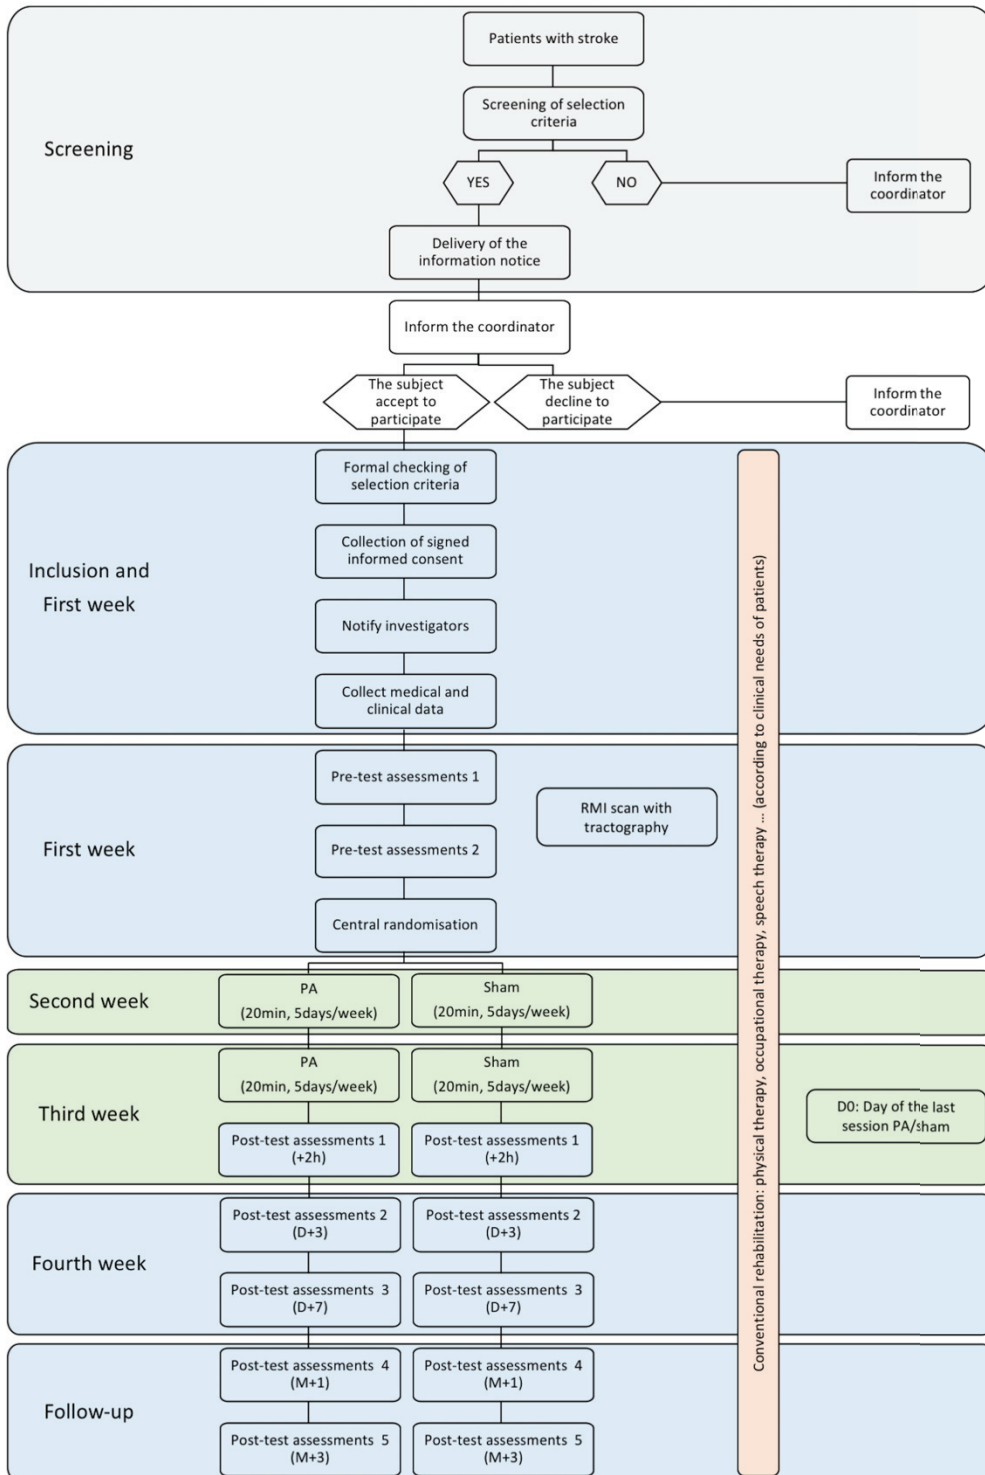 Patients with stroke
Screening of selection
criteria
Screening
YES
NO
Inform the
coordinator
Delivery of the
information notice
Inform the coordinator
The subject
accept to
participate
The subject
decline to
participate
Inform the
coordinator
Formal checking of
selection criteria
Collection of signed
informed consent
Inclusion and
First week
Notify investigators
Collect medical and
clinical data
Conventional rehabilitation: physical therapy, occupational therapy, speech therapy ... (according to clinical needs of patients)
Pre-test assessments 1
RMI scan with
tractography
First week
Pre-test assessments 2
Central randomisation
Second week
PA
(20min, 5days/week)
Sham
(20min, 5days/week)
Third week
PA
(20min, 5days/week)
Sham
(20min, 5days/week)
D0: Day of the last
session PA/sham
Post-test assessments 1
(+2h)
Post-test assessments 1
(+2h)
Fourth week
Post-test assessments 2
(D+3)
Post-test assessments 2
(D+3)
Post-test assessments 3
(D+7)
Post-test assessments 3
(D+7)
Follow-up
Post-test assessments 4
(M+1)
Post-test assessments 4
(M+1)
Post-test assessments 5
(M+3)
Post-test assessments 5
(M+3)